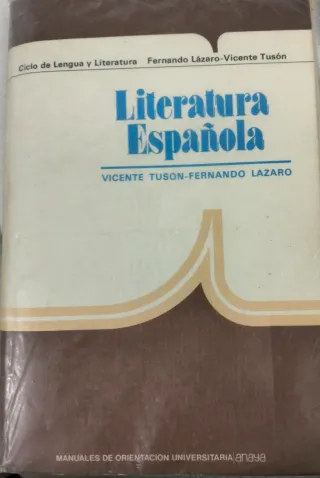 Ciclo de Lengua y Literatura Fernando Lázaro-Vicente Tusón
Literatura
Española
VICENTE TUSON-FERNANDO LAZARO
MANUALES DE ORIENTACION UNIVERSITARIA anaya